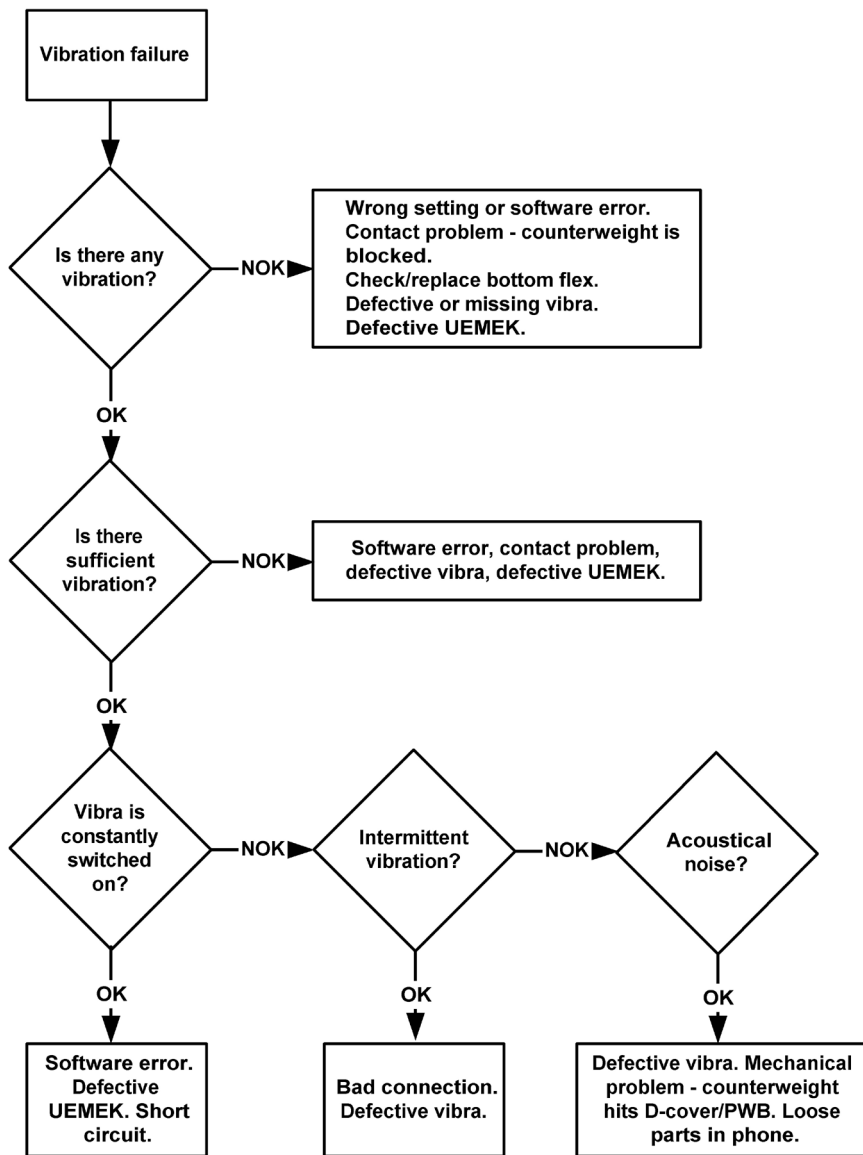 Vibration failure
Is there any
vibration?
NOK
Wrong setting or software error.
Contact problem - counterweight is
blocked.
Check/replace bottom flex.
Defective or missing vibra.
Defective UEMEK.
OK
Is there
sufficient
vibration?
NOK
Software error, contact problem,
defective vibra, defective UEMEK.
OK
Vibra is
constantly
switched
on?
NOK
Intermittent
vibration?
NOK
Acoustical
noise?
OK
OK
OK
Software error.
Defective
UEMEK. Short
circuit.
Bad connection.
Defective vibra.
Defective vibra. Mechanical
problem - counterweight
hits D-cover/PWB. Loose
parts in phone.